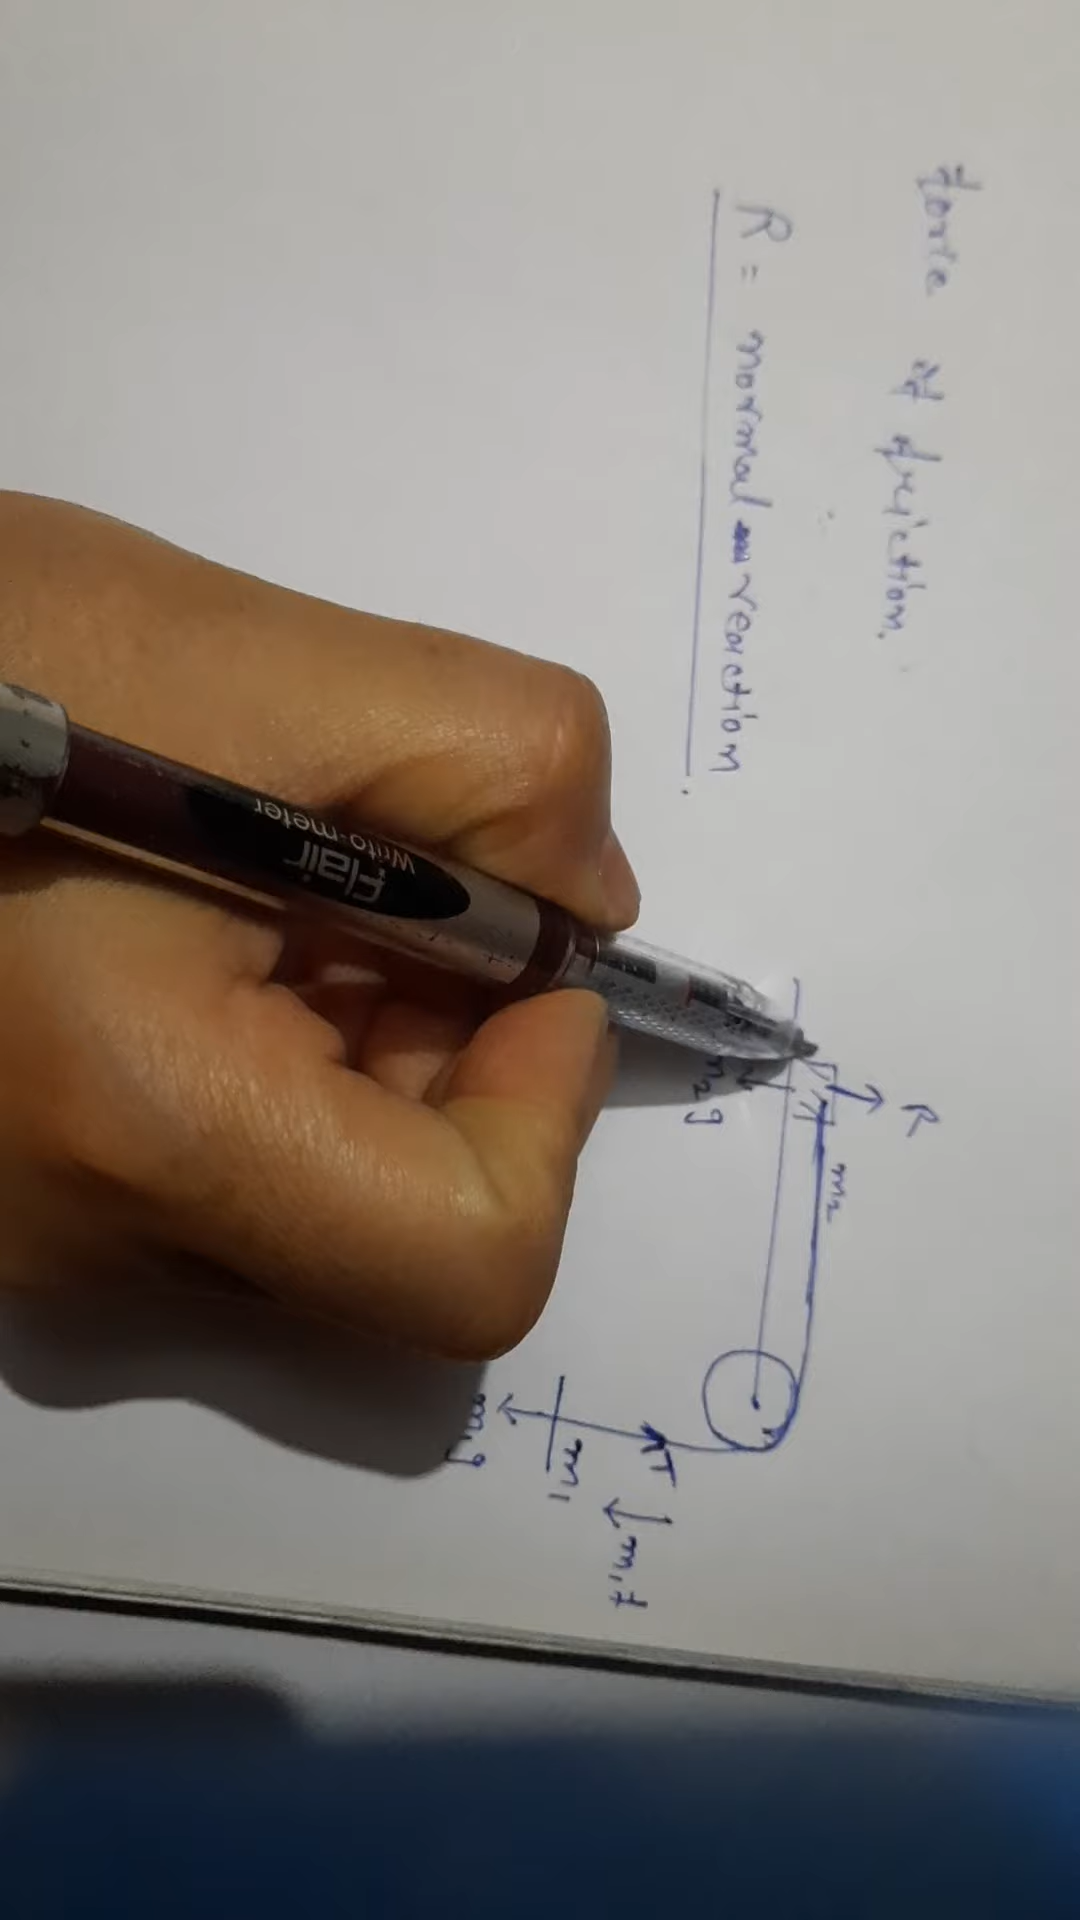 force of friction.
R = normal reaction.
R
m2
m2g
T
m1f
m1
m1g
Flair
Writo-meter